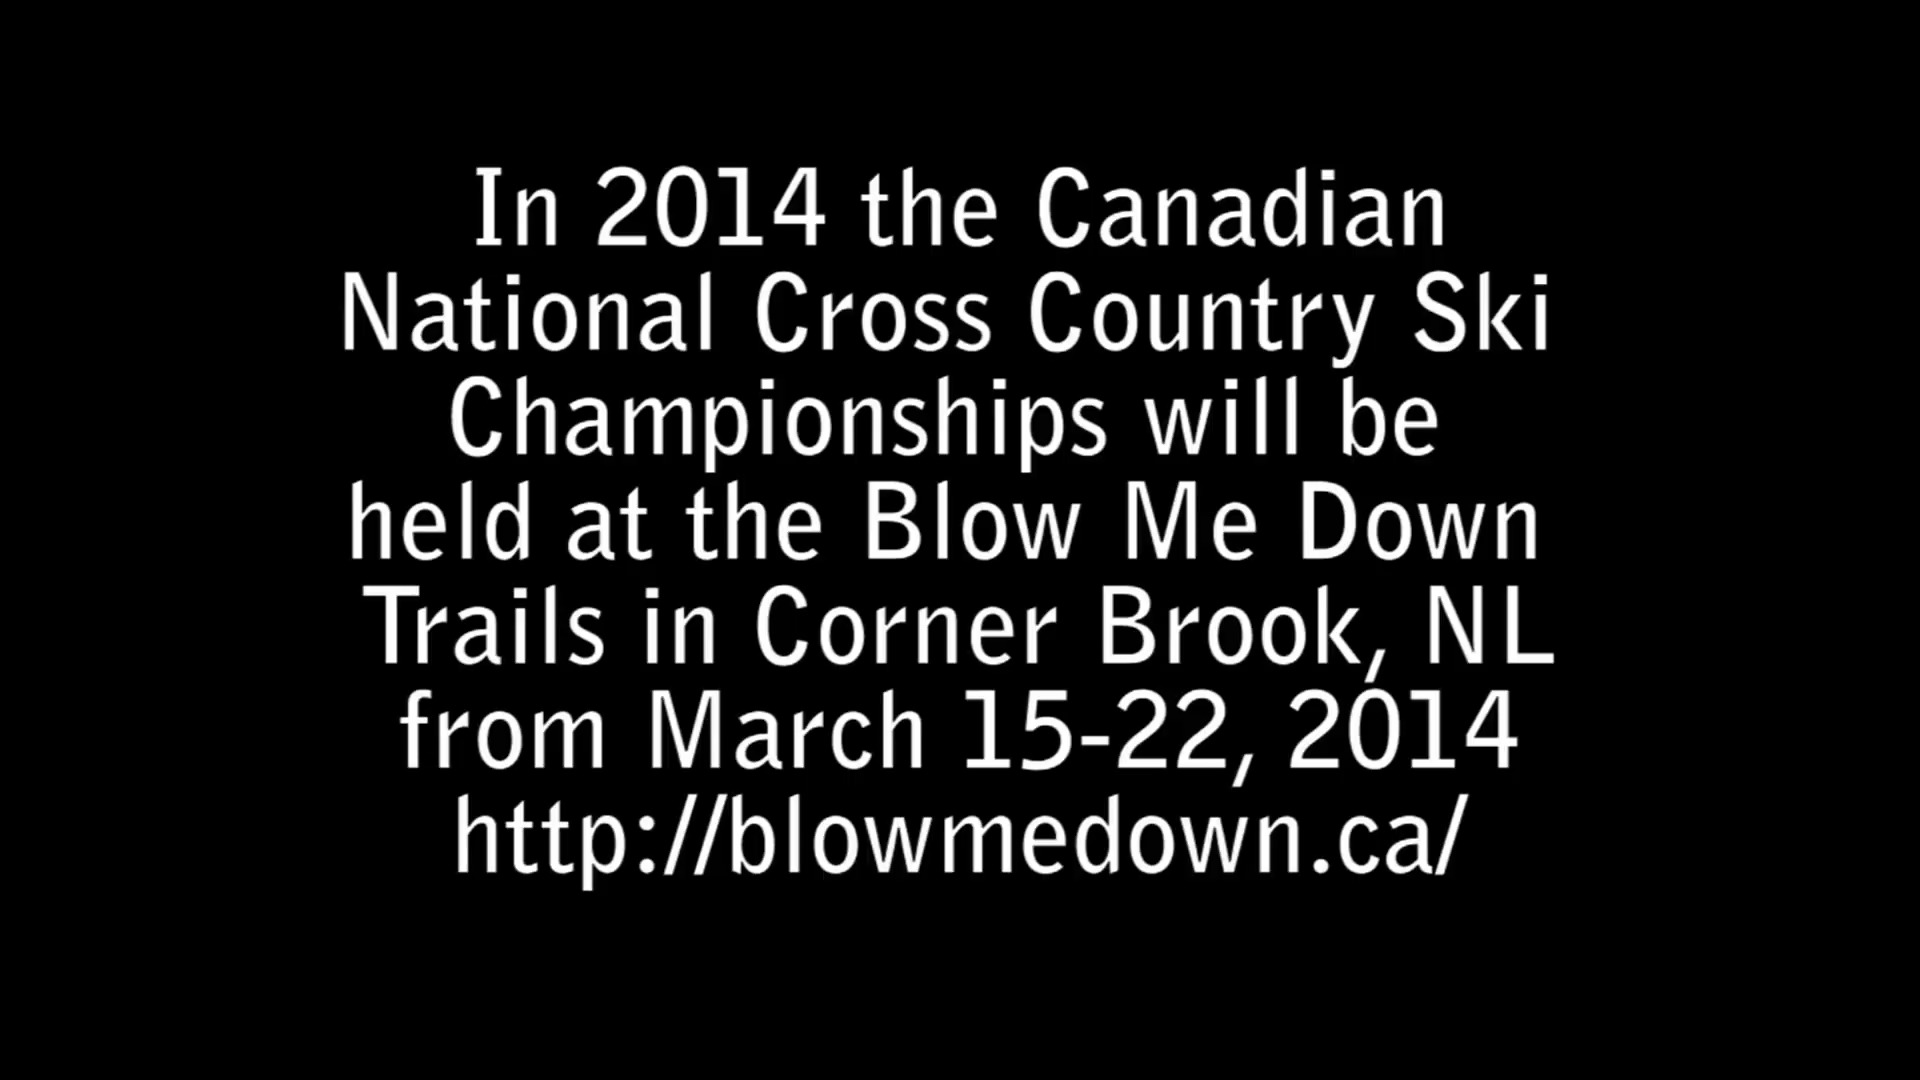 In 2014 the Canadian
National Cross Country Ski
Championships will be
held at the Blow Me Down
Trails in Corner Brook, NL
from March 15-22, 2014
http://blowmedown.ca/